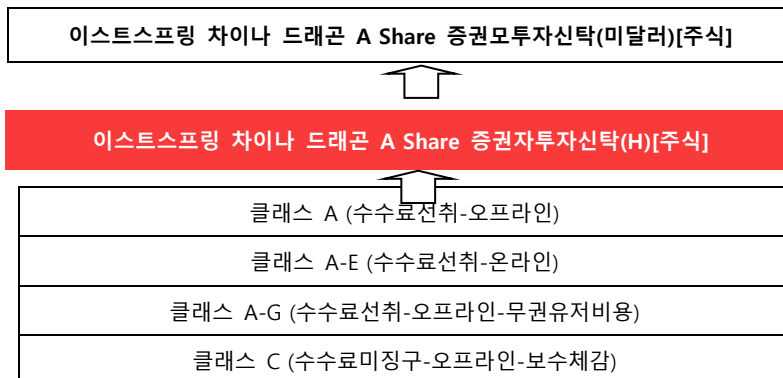 이스트스프링 차이나 드래곤 A Share 증권모투자신탁(미달러)[주식]
이스트스프링 차이나 드래곤 A Share 증권자투자신탁(H)[주식]
클래스 A (수수료선취-오프라인)
클래스 A-E (수수료선취-온라인)
클래스 A-G (수수료선취-오프라인-무권유저비용)
클래스 C (수수료미징구-오프라인-보수체감)